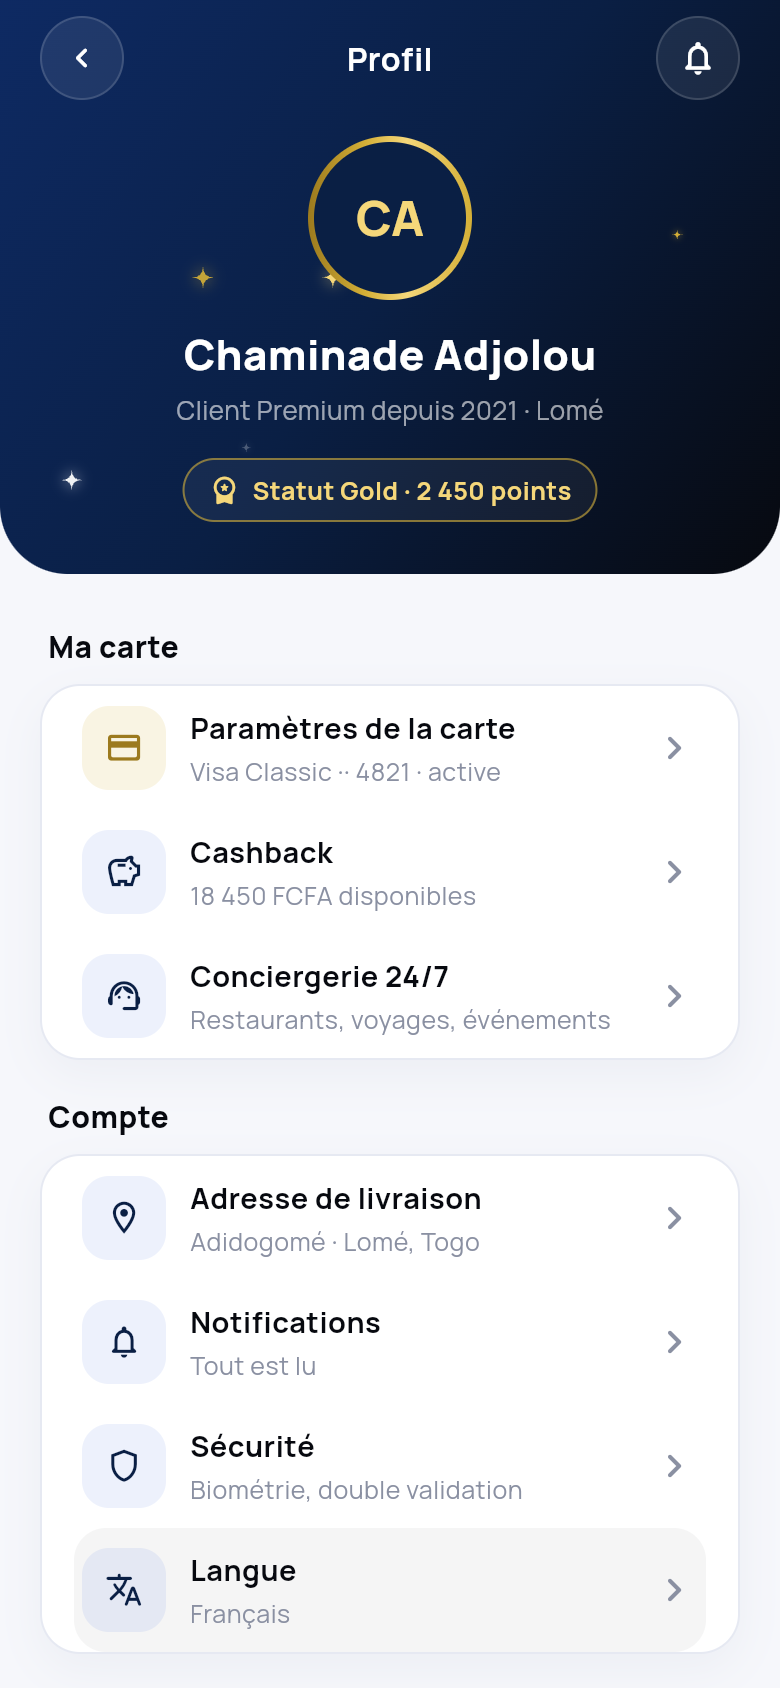 Profil
CA
Chaminade Adjolou
Client Premium depuis 2021 · Lomé
Statut Gold · 2 450 points
Ma carte
Paramètres de la carte
Visa Classic ·· 4821 · active
Cashback
18 450 FCFA disponibles
Conciergerie 24/7
Restaurants, voyages, événements
Compte
Adresse de livraison
Adidogomé · Lomé, Togo
Notifications
Tout est lu
Sécurité
Biométrie, double validation
Langue
Français